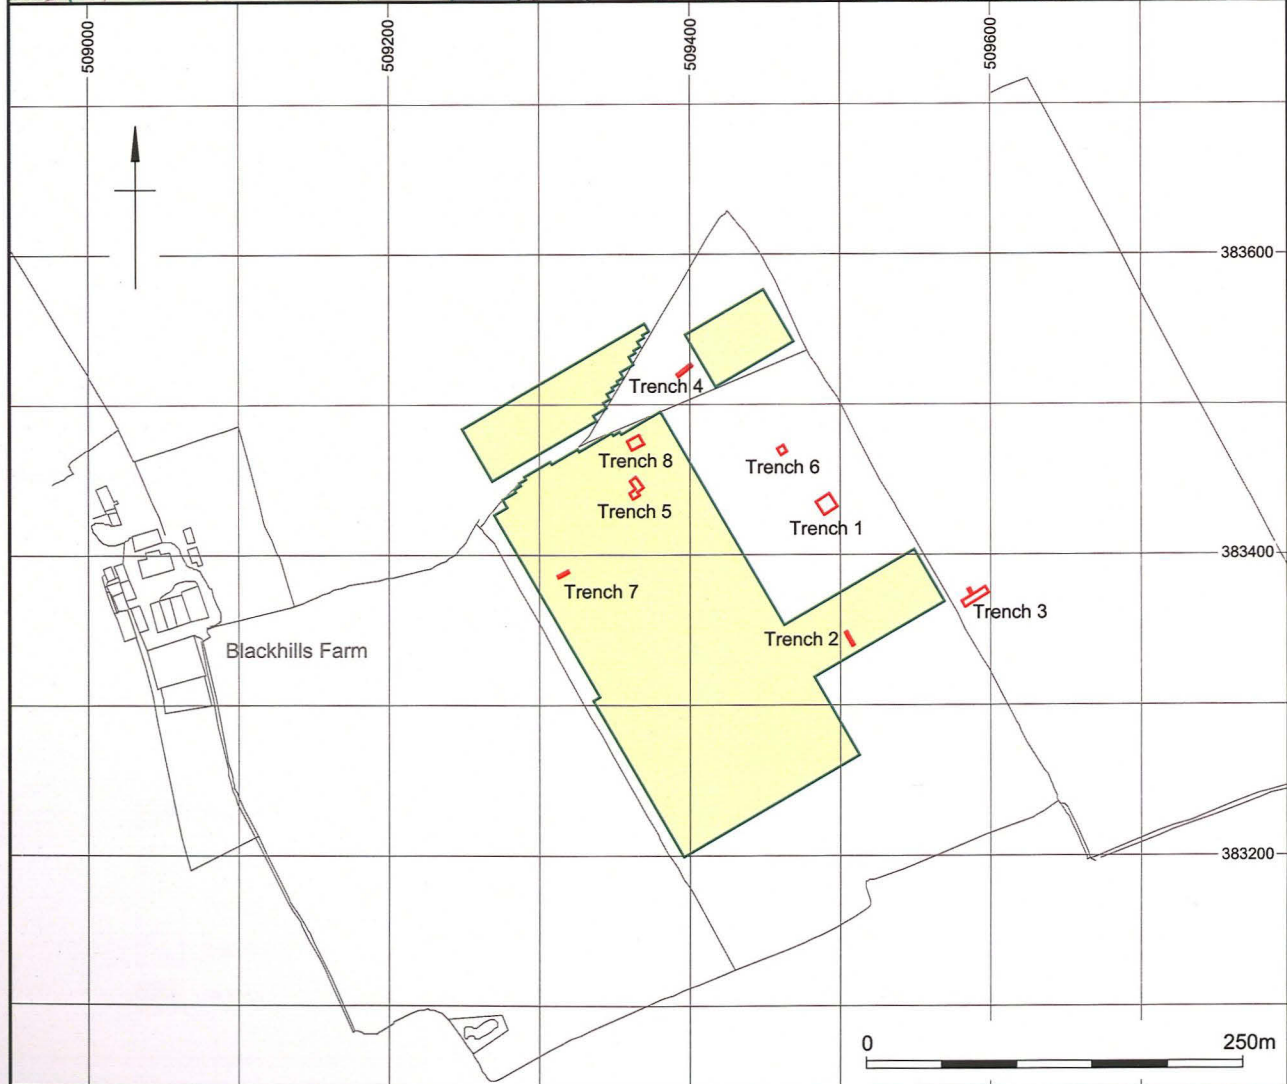 509000
509200
509400
509600
383600
Trench 4
Trench 8
Trench 6
Trench 5
Trench 1
383400
Trench 7
Trench 3
Trench 2
Blackhills Farm
383200
0 250m